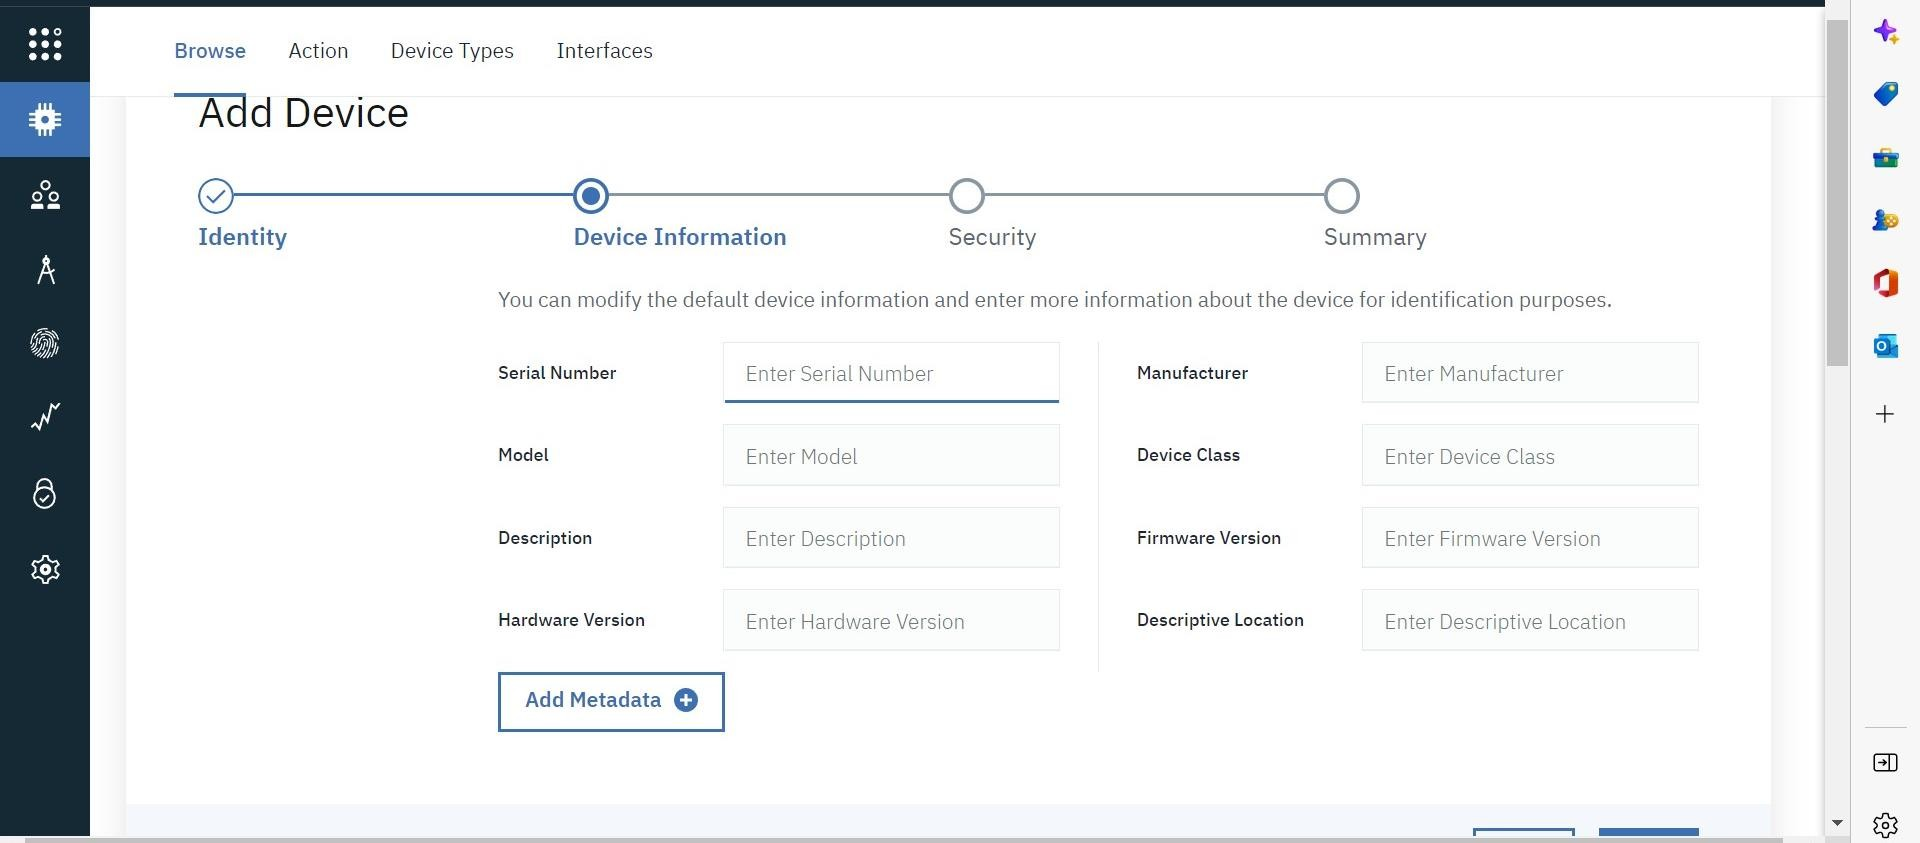 Browse Action Device Types Interfaces
Add Device
Identity Device Information Security Summary
You can modify the default device information and enter more information about the device for identification purposes.
Serial Number Enter Serial Number Manufacturer Enter Manufacturer
Model Enter Model Device Class Enter Device Class
Description Enter Description Firmware Version Enter Firmware Version
Hardware Version Enter Hardware Version Descriptive Location Enter Descriptive Location
Add Metadata